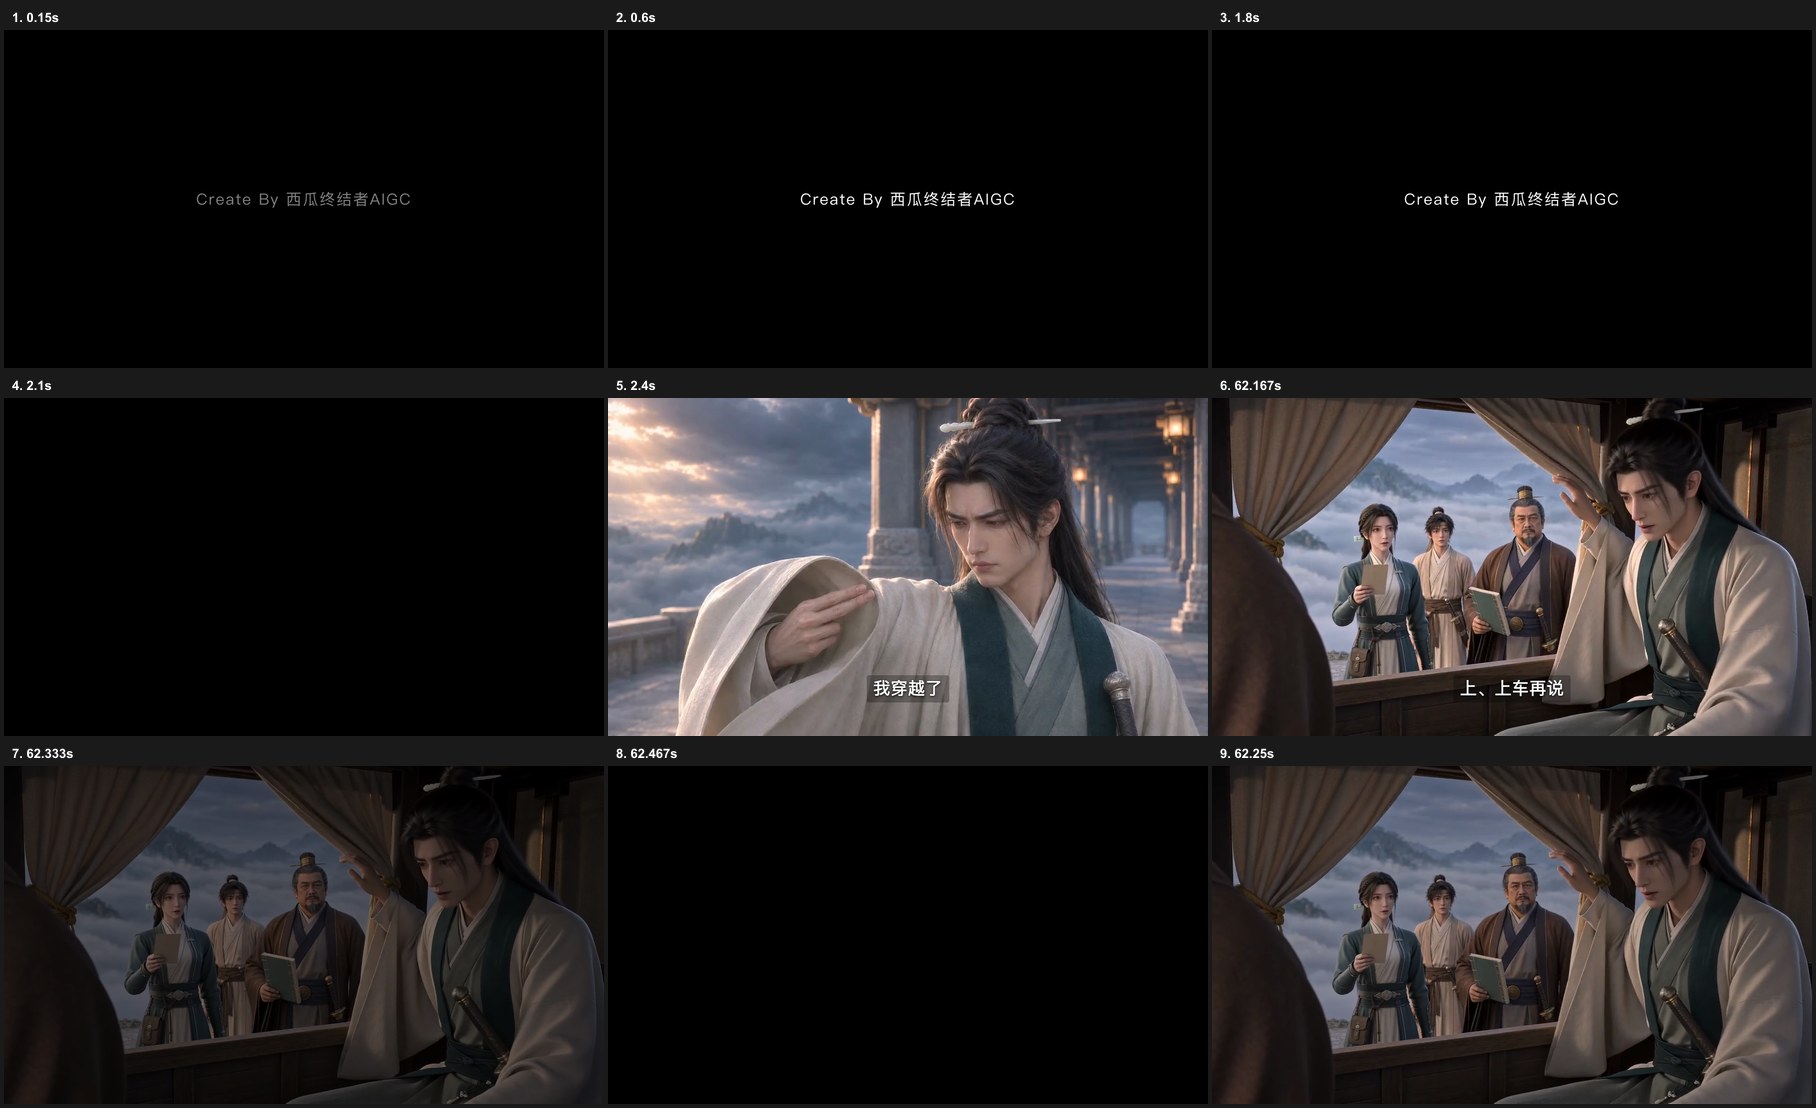 1. 0.15s
2. 0.6s
3. 1.8s
Create By 西瓜终结者AIGC
Create By 西瓜终结者AIGC
Create By 西瓜终结者AIGC
4. 2.1s
5. 2.4s
6. 62.167s
我穿越了
上、上车再说
7. 62.333s
8. 62.467s
9. 62.25s